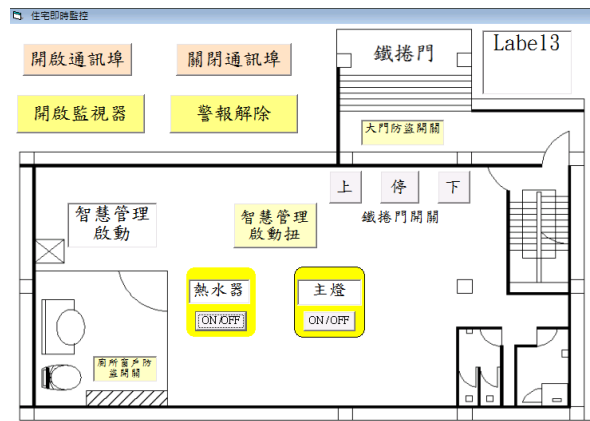 住宅即時監控
開啟通訊埠
關閉通訊埠
鐵捲門
Label3
開啟監視器
警報解除
大門防盜開關
上
停
下
鐵捲門開關
智慧管理
啟動
智慧管理
啟動扭
熱水器
ON/OFF
主燈
ON/OFF
廁所窗戶防
盜開關